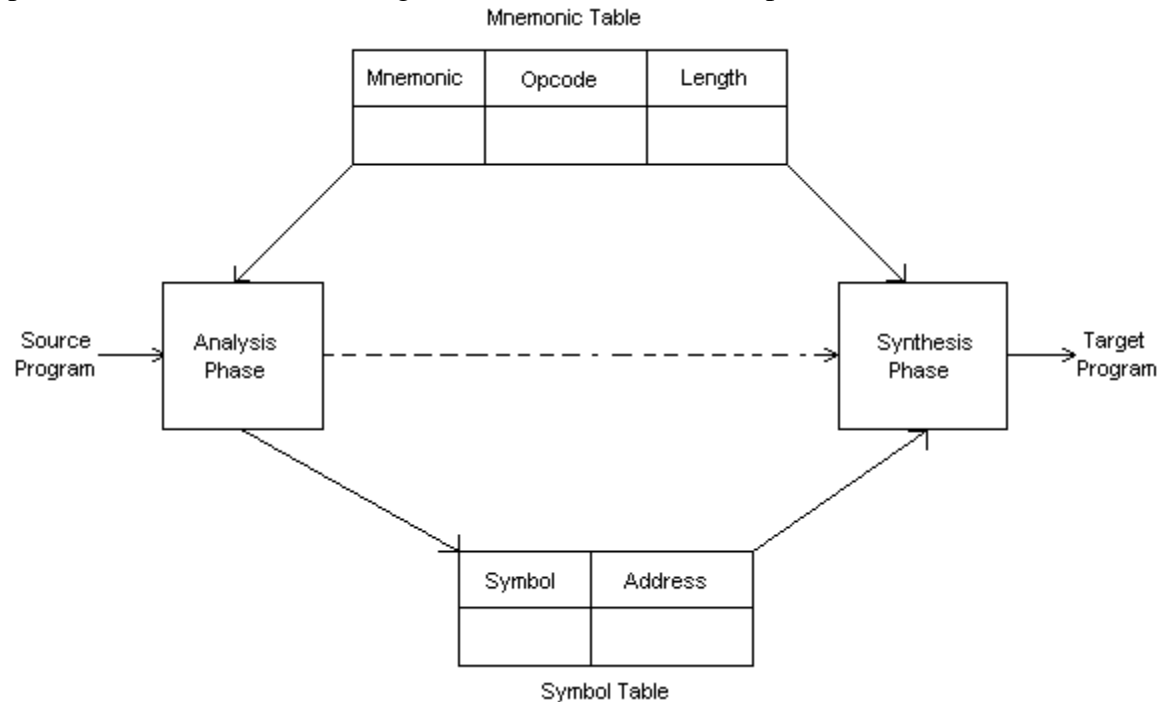 Mnemonic Table
Mnemonic Opcode Length
Source
Program
Analysis
Phase
Synthesis
Phase
Target
Program
Symbol Address
Symbol Table